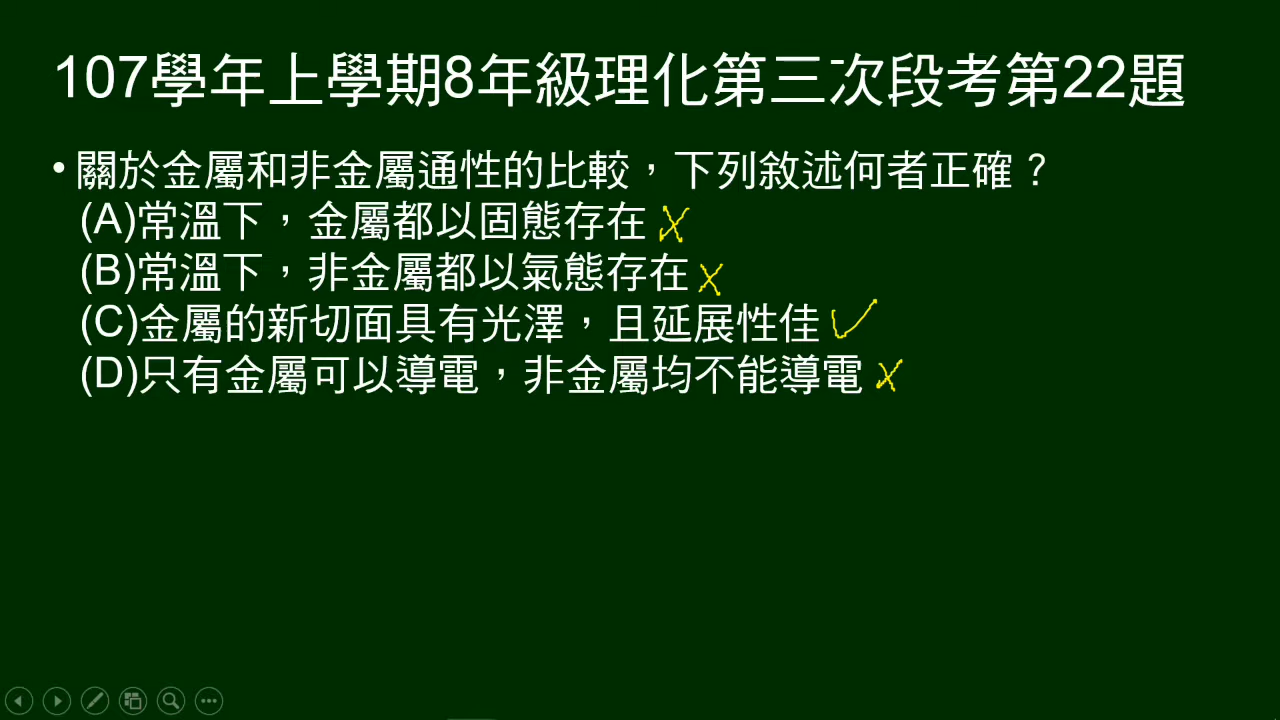 107學年上學期8年級理化第三次段考第22題
• 關於金屬和非金屬通性的比較，下列敘述何者正確？
(A)常溫下，金屬都以固態存在 ✗
(B)常溫下，非金屬都以氣態存在 ✗
(C)金屬的新切面具有光澤，且延展性佳 ✓
(D)只有金屬可以導電，非金屬均不能導電 ✗